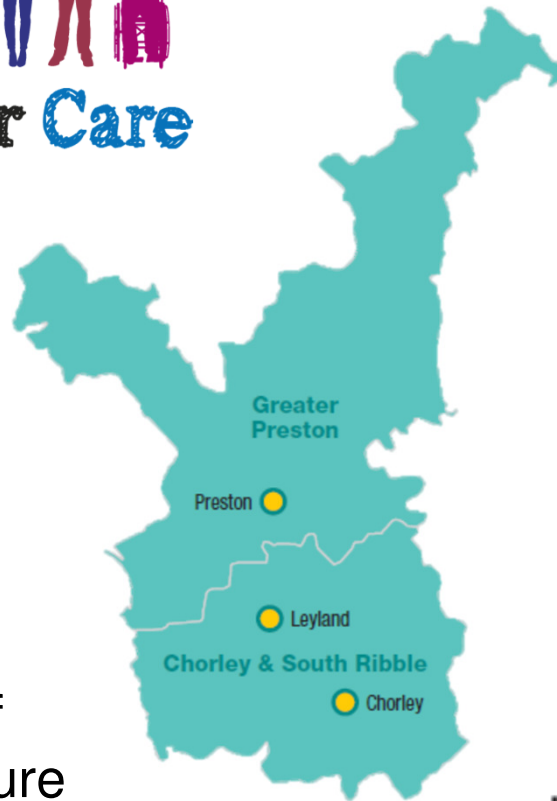 r Care
Greater
Preston
Preston
Leyland
Chorley & South Ribble
Chorley
ure